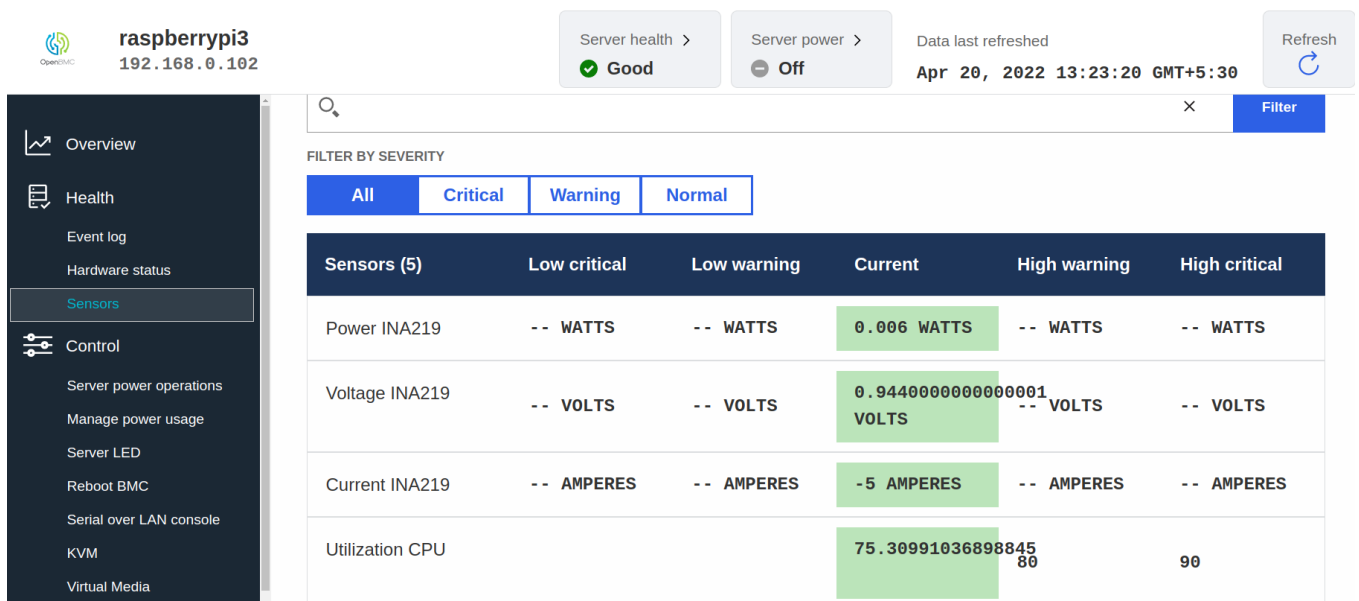 OpenBMC
raspberrypi3
192.168.0.102
Server health
Good
Server power
Off
Data last refreshed
Apr 20, 2022 13:23:20 GMT+5:30
Refresh
Overview
Health
Event log
Hardware status
Sensors
Control
Server power operations
Manage power usage
Server LED
Reboot BMC
Serial over LAN console
KVM
Virtual Media
Filter
FILTER BY SEVERITY
All Critical Warning Normal
Sensors (5) Low critical Low warning Current High warning High critical
Power INA219 -- WATTS -- WATTS 0.006 WATTS -- WATTS -- WATTS
Voltage INA219 -- VOLTS -- VOLTS 0.9440000000000001 VOLTS -- VOLTS -- VOLTS
Current INA219 -- AMPERES -- AMPERES -5 AMPERES -- AMPERES -- AMPERES
Utilization CPU 75.30991036898845 80 90